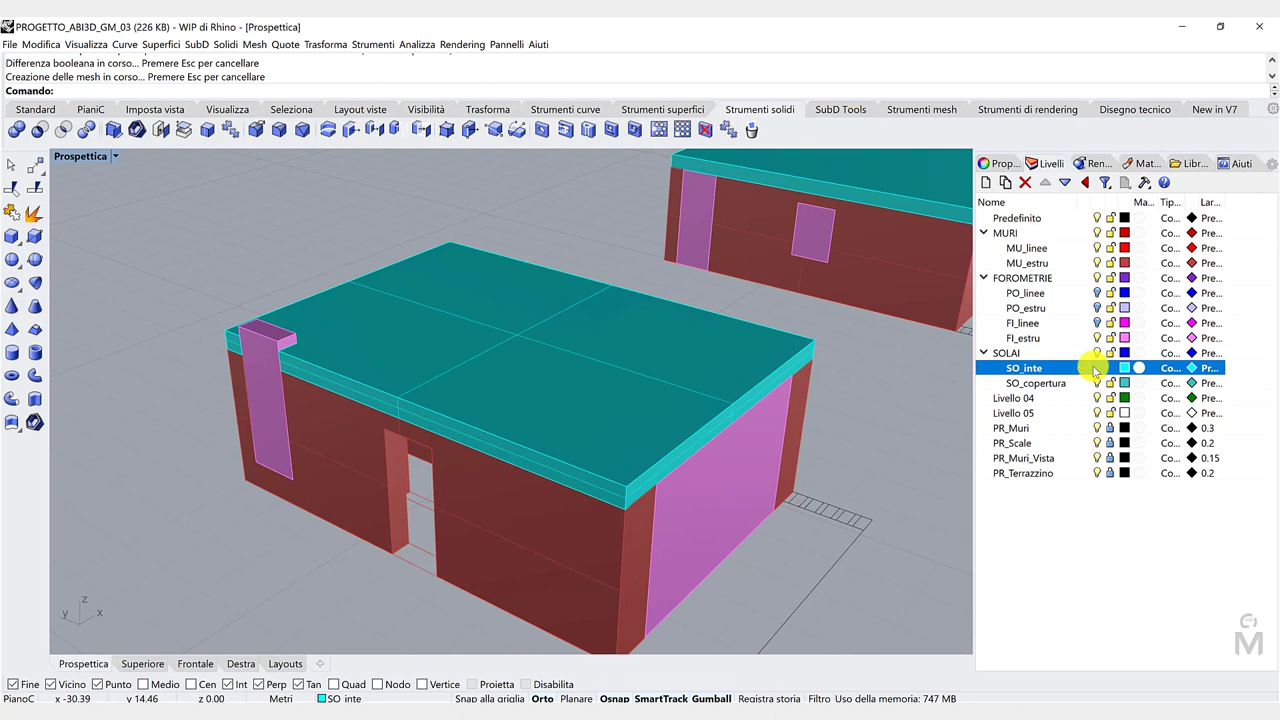 PROGETTO_ABI3D_GM_03 (226 KB) - WIP di Rhino - [Prospettica]
File Modifica Visualizza Curve Superfici SubD Solidi Mesh Quote Trasforma Strumenti Analizza Rendering Pannelli Aiuti
Differenza booleana in corso... Premere Esc per cancellare
Creazione delle mesh in corso... Premere Esc per cancellare
Comando:
Standard PianiC Imposta vista Visualizza Seleziona Layout viste Visibilità Trasforma Strumenti curve Strumenti superfici Strumenti solidi SubD Tools Strumenti mesh Strumenti di rendering Disegno tecnico New in V7
Prospettica
Prop... Livelli Ren... Mat... Libr... Aiuti
Nome Ma... Tip... Lar...
Predefinito Co... Pre...
MURI Co... Pre...
MU_linee Co... Pre...
MU_estru Co... Pre...
FOROMETRIE Co... Pre...
PO_linee Co... Pre...
PO_estru Co... Pre...
FI_linee Co... Pre...
FI_estru Co... Pre...
SOLAI Co... Pre...
SO_inte Co... Pr...
SO_copertura Co... Pre...
Livello 04 Co... Pre...
Livello 05 Co... Pre...
PR_Muri Co... 0.3
PR_Scale Co... 0.2
PR_Muri_Vista Co... 0.15
PR_Terrazzino Co... 0.2
z
y x
M
Prospettica Superiore Frontale Destra Layouts
Fine Vicino Punto Medio Cen Int Perp Tan Quad Nodo Vertice Proietta Disabilita
PianoC x -30.39 y 14.46 z 0.00 Metri SO_inte Snap alla griglia Orto Planare Osnap SmartTrack Gumball Registra storia Filtro Uso della memoria: 747 MB